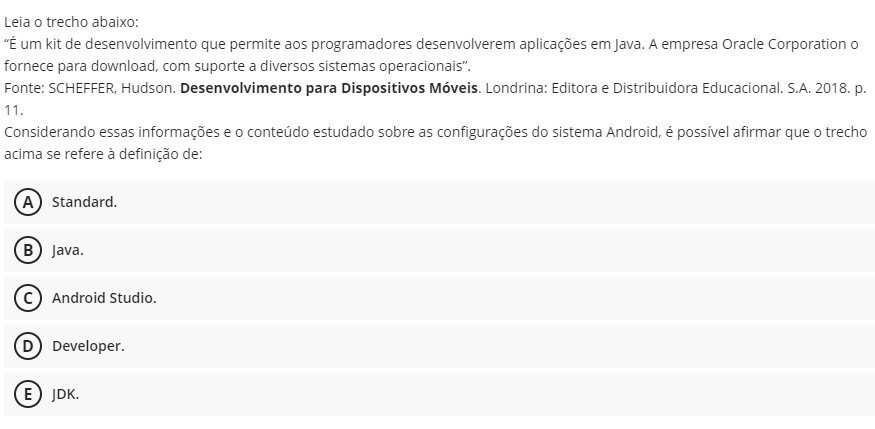 Leia o trecho abaixo:
“É um kit de desenvolvimento que permite aos programadores desenvolverem aplicações em Java. A empresa Oracle Corporation o
fornece para download, com suporte a diversos sistemas operacionais”.
Fonte: SCHEFFER, Hudson. Desenvolvimento para Dispositivos Móveis. Londrina: Editora e Distribuidora Educacional. S.A. 2018. p.
11.
Considerando essas informações e o conteúdo estudado sobre as configurações do sistema Android, é possível afirmar que o trecho
acima se refere à definição de:
A Standard.
B Java.
C Android Studio.
D Developer.
E JDK.